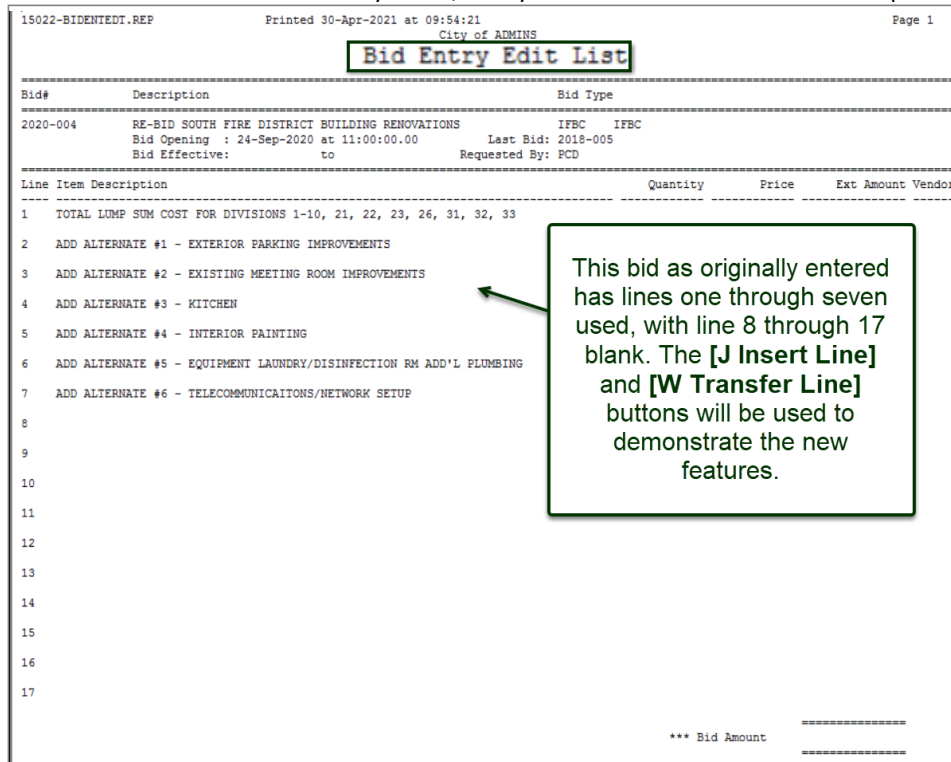 15022-BIDENTEDT.REP Printed 30-Apr-2021 at 09:54:21 Page 1
City of ADMINS
Bid Entry Edit List
Bid# Description Bid Type
2020-004 RE-BID SOUTH FIRE DISTRICT BUILDING RENOVATIONS IFBC IFBC
Bid Opening : 24-Sep-2020 at 11:00:00.00 Last Bid: 2018-005
Bid Effective: to Requested By: PCD
Line Item Description Quantity Price Ext Amount Vendor
1 TOTAL LUMP SUM COST FOR DIVISIONS 1-10, 21, 22, 23, 26, 31, 32, 33
2 ADD ALTERNATE #1 - EXTERIOR PARKING IMPROVEMENTS
3 ADD ALTERNATE #2 - EXISTING MEETING ROOM IMPROVEMENTS
4 ADD ALTERNATE #3 - KITCHEN
5 ADD ALTERNATE #4 - INTERIOR PAINTING
6 ADD ALTERNATE #5 - EQUIPMENT LAUNDRY/DISINFECTION RM ADD'L PLUMBING
7 ADD ALTERNATE #6 - TELECOMMUNICAITONS/NETWORK SETUP
8
9
10
11
12
13
14
15
16
17
This bid as originally entered
has lines one through seven
used, with line 8 through 17
blank. The [J Insert Line]
and [W Transfer Line]
buttons will be used to
demonstrate the new
features.
*** Bid Amount